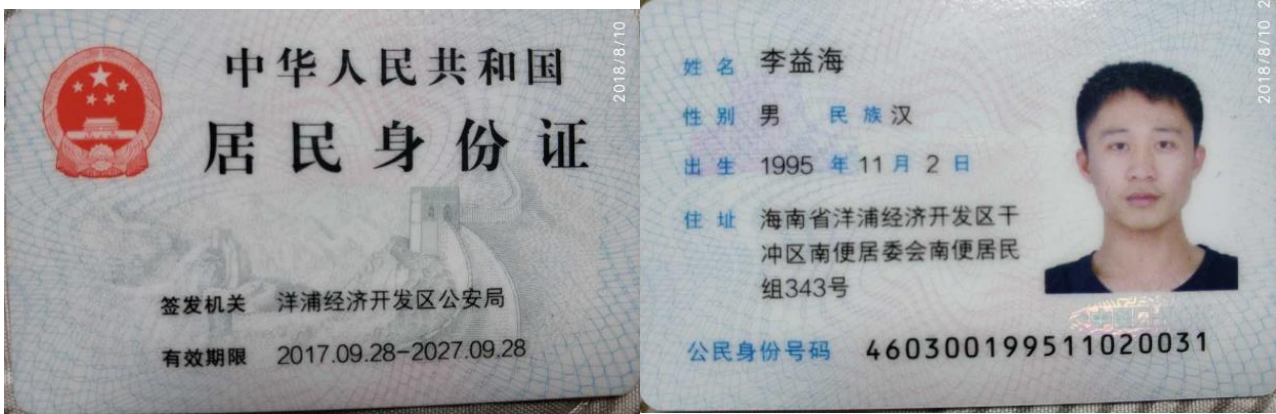 中华人民共和国
居民身份证
签发机关 洋浦经济开发区公安局
有效期限 2017.09.28-2027.09.28
2018/8/10
姓名 李益海
性别 男 民族 汉
出生 1995 年 11 月 2 日
住址 海南省洋浦经济开发区干
冲区南便居委会南便居民
组343号
公民身份号码 460300199511020031
2018/8/10